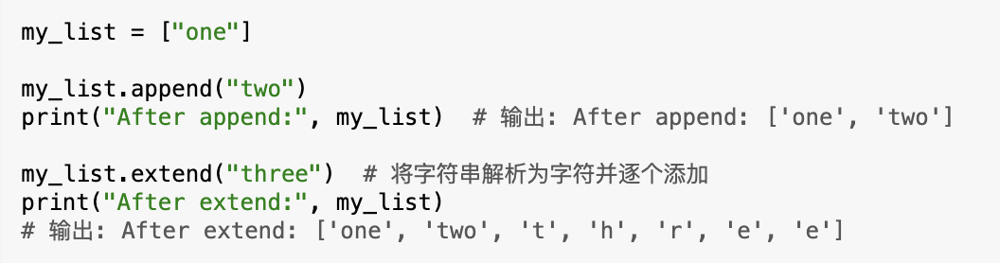 my_list = ["one"]
my_list.append("two")
print("After append:", my_list)  # 输出: After append: ['one', 'two']
my_list.extend("three")  # 将字符串解析为字符并逐个添加
print("After extend:", my_list)
# 输出: After extend: ['one', 'two', 't', 'h', 'r', 'e', 'e']